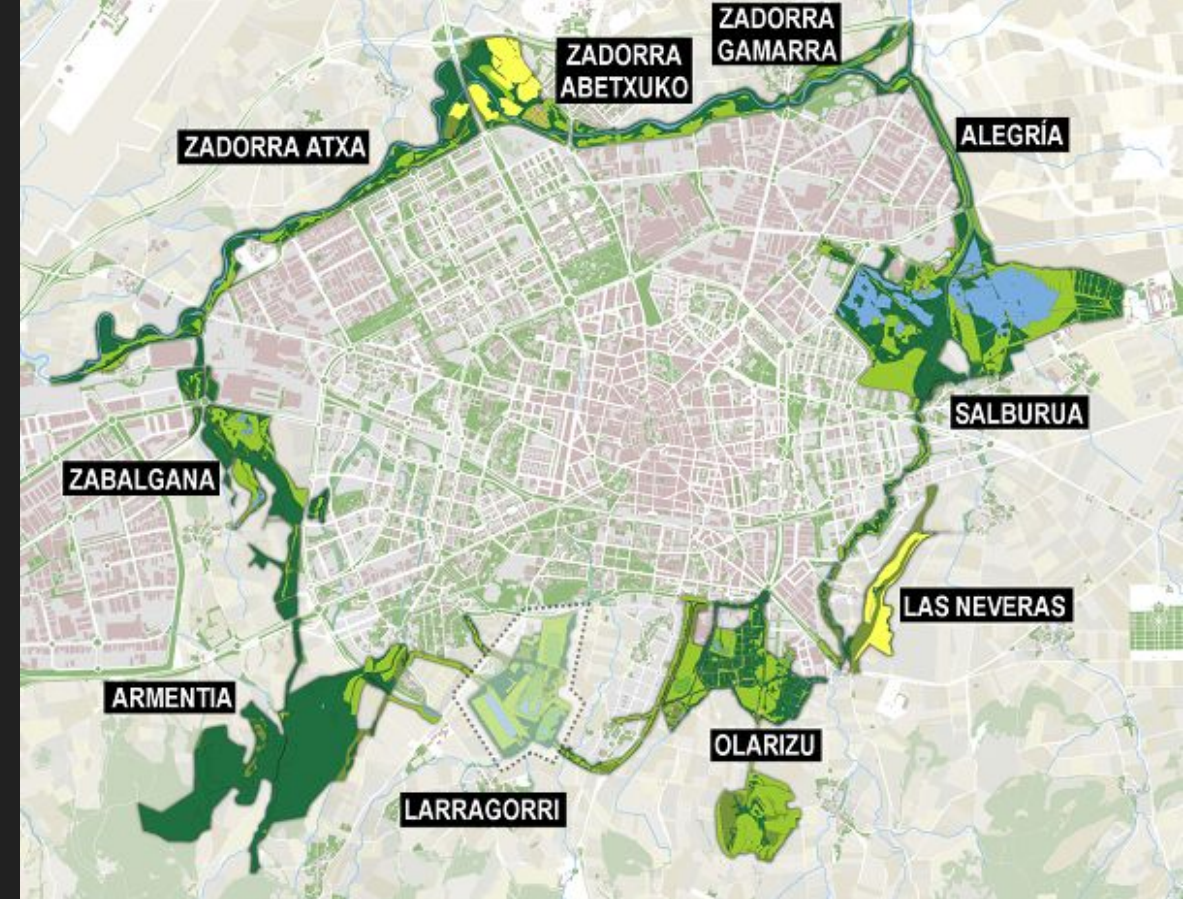 ZADORRA
GAMARRA
ZADORRA
ABETXUKO
ZADORRA ATXA
ALEGRÍA
SALBURUA
ZABALGANA
LAS NEVERAS
ARMENTIA
OLARIZU
LARRAGORRI